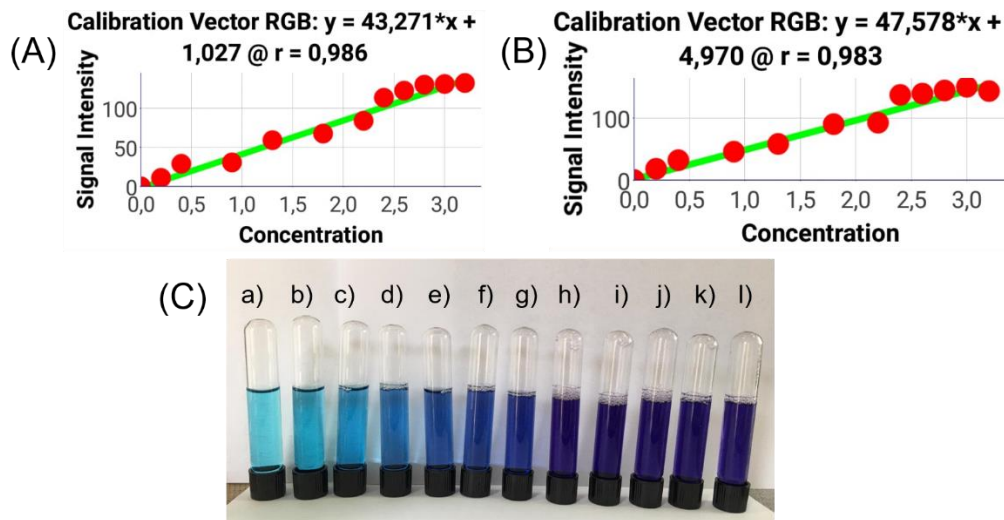 (A)
Calibration Vector RGB: y = 43,271*x +
1,027 @ r = 0,986
Signal Intensity
100
50
0
0,0 0,5 1,0 1,5 2,0 2,5 3,0
Concentration
(B)
Calibration Vector RGB: y = 47,578*x +
4,970 @ r = 0,983
Signal Intensity
100
0
0,0 0,5 1,0 1,5 2,0 2,5 3,0
Concentration
(C)
a) b) c) d) e) f) g) h) i) j) k) l)